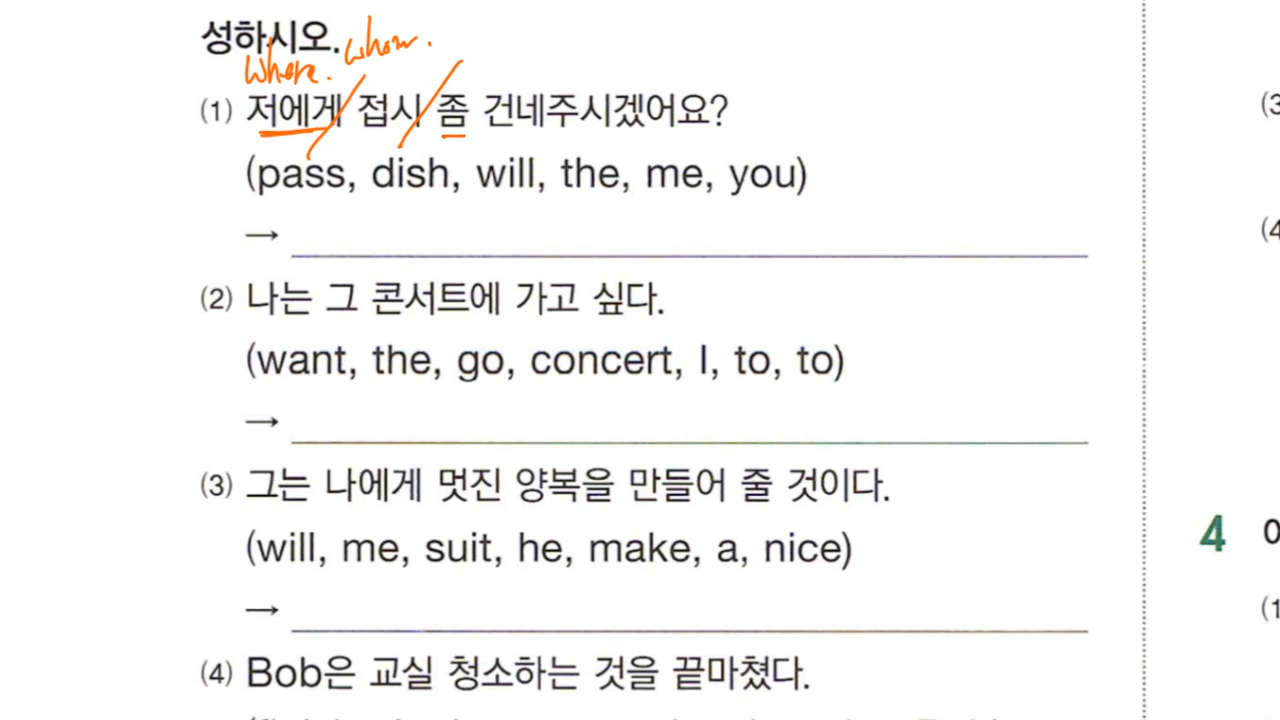 성하시오.
where. whom.
(1) 저에게 접시 좀 건네주시겠어요?
(pass, dish, will, the, me, you)
→
(2) 나는 그 콘서트에 가고 싶다.
(want, the, go, concert, I, to, to)
→
(3) 그는 나에게 멋진 양복을 만들어 줄 것이다.
(will, me, suit, he, make, a, nice)
→
(4) Bob은 교실 청소하는 것을 끝마쳤다.
(3
(4
4
(1